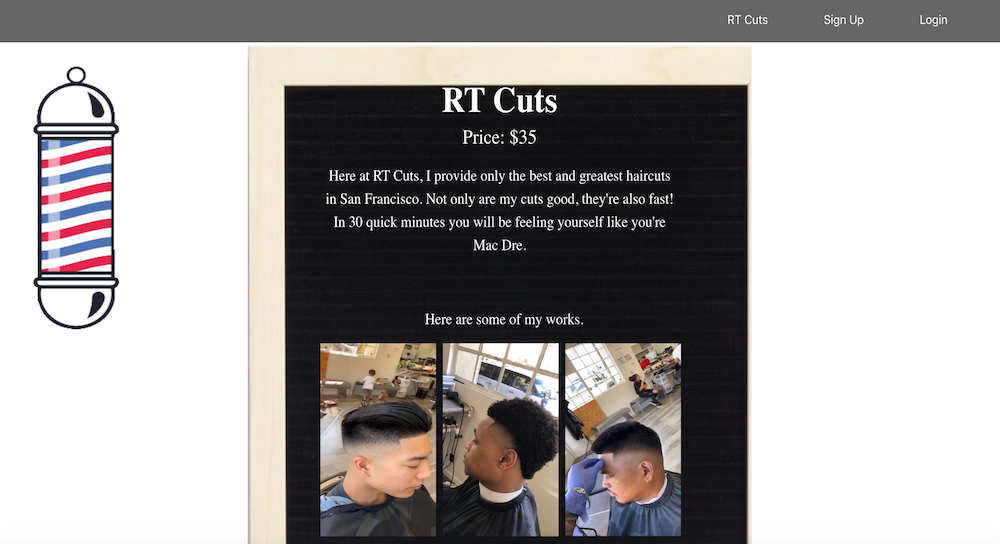 RT Cuts Sign Up Login
RT Cuts
Price: $35
Here at RT Cuts, I provide only the best and greatest haircuts
in San Francisco. Not only are my cuts good, they're also fast!
In 30 quick minutes you will be feeling yourself like you're
Mac Dre.
Here are some of my works.